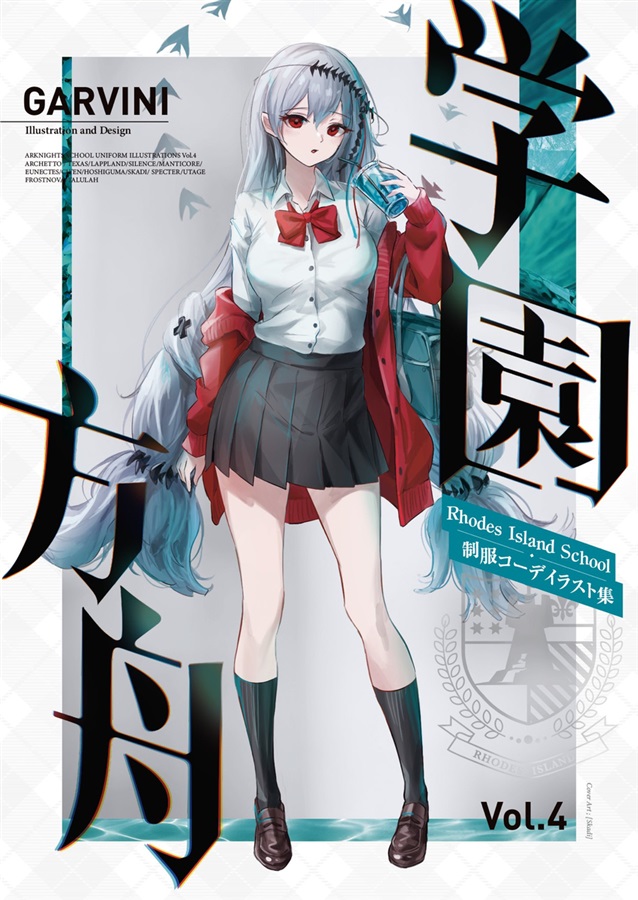 GARVINI
Illustration and Design
ARKNIGHTS SCHOOL UNIFORM ILLUSTRATIONS Vol.4
ARCHETTO/ TEXAS/LAPPLAND/SILENCE/MANTICORE/
EUNECTES/ CHEN/HOSHIGUMA/SKADI/ SPECTER/UTAGE
FROSTNOVA/TALULAH
学園
方舟
Rhodes Island School
・
制服コーデイラスト集
RHODES ISLAND
Vol.4
Cover Art : [Skadi]